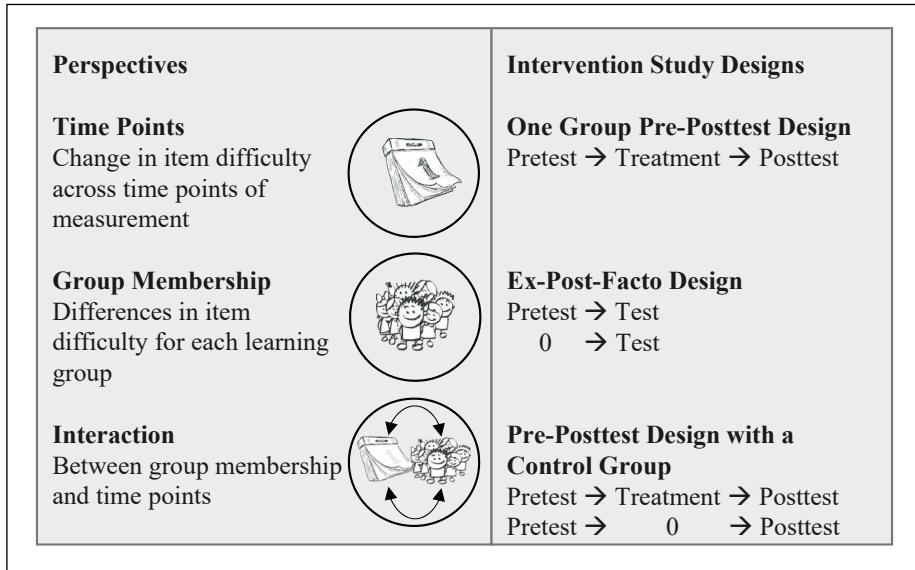 Perspectives
Time Points
Change in item difficulty
across time points of
measurement
Group Membership
Differences in item
difficulty for each learning
group
Interaction
Between group membership
and time points
Intervention Study Designs
One Group Pre-Posttest Design
Pretest → Treatment → Posttest
Ex-Post-Facto Design
Pretest → Test
0 → Test
Pre-Posttest Design with a
Control Group
Pretest → Treatment → Posttest
Pretest → 0 → Posttest